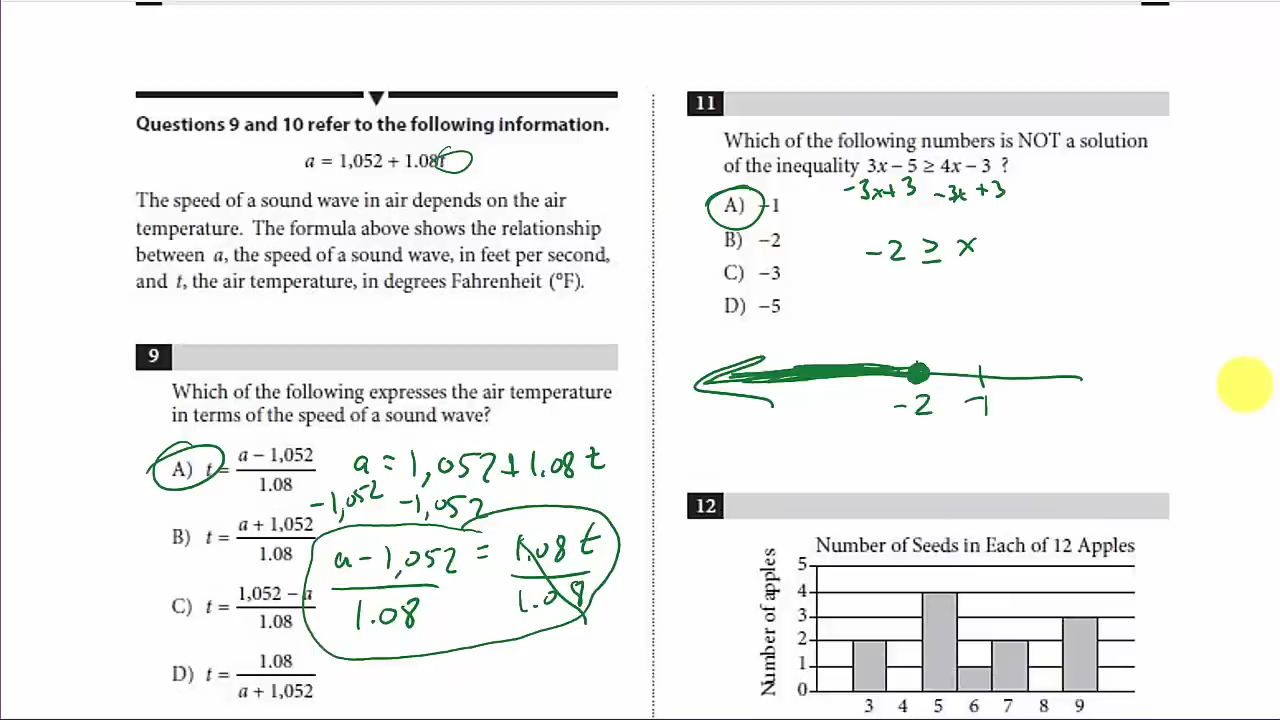 Questions 9 and 10 refer to the following information.
a = 1,052 + 1.08t
The speed of a sound wave in air depends on the air
temperature. The formula above shows the relationship
between a, the speed of a sound wave, in feet per second,
and t, the air temperature, in degrees Fahrenheit (°F).
9
Which of the following expresses the air temperature
in terms of the speed of a sound wave?
A) t = a − 1,052 / 1.08
B) t = a + 1,052 / 1.08
C) t = 1,052 − a / 1.08
D) t = 1.08 / a + 1,052
a = 1,052 + 1.08 t
-1,052 -1,052
a - 1,052 = 1.08 t
1.08 1.08
11
Which of the following numbers is NOT a solution
of the inequality 3x − 5 ≥ 4x − 3 ?
-3x+3 -3x +3
A) −1
B) −2
C) −3
D) −5
-2 ≥ x
-2 -1
12
Number of Seeds in Each of 12 Apples
Number of apples
5
4
3
2
1
0
3 4 5 6 7 8 9